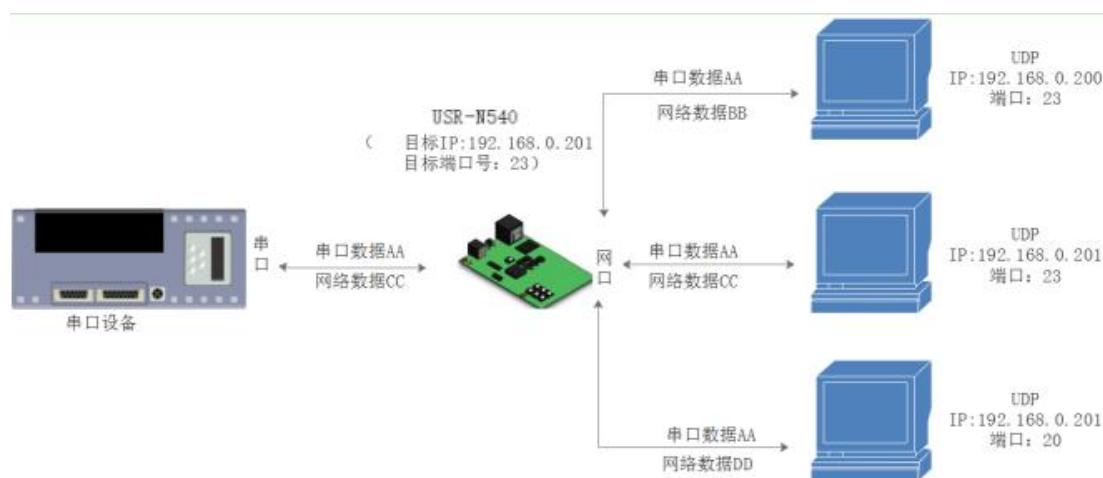 串口数据AA
网络数据BB
UDP
IP:192.168.0.200
端口：23
USR-N540
（ 目标IP:192.168.0.201
目标端口号：23）
串口
串口数据AA
网络数据CC
网口
串口数据AA
网络数据CC
UDP
IP:192.168.0.201
端口：23
串口设备
串口数据AA
网络数据DD
UDP
IP:192.168.0.201
端口：20